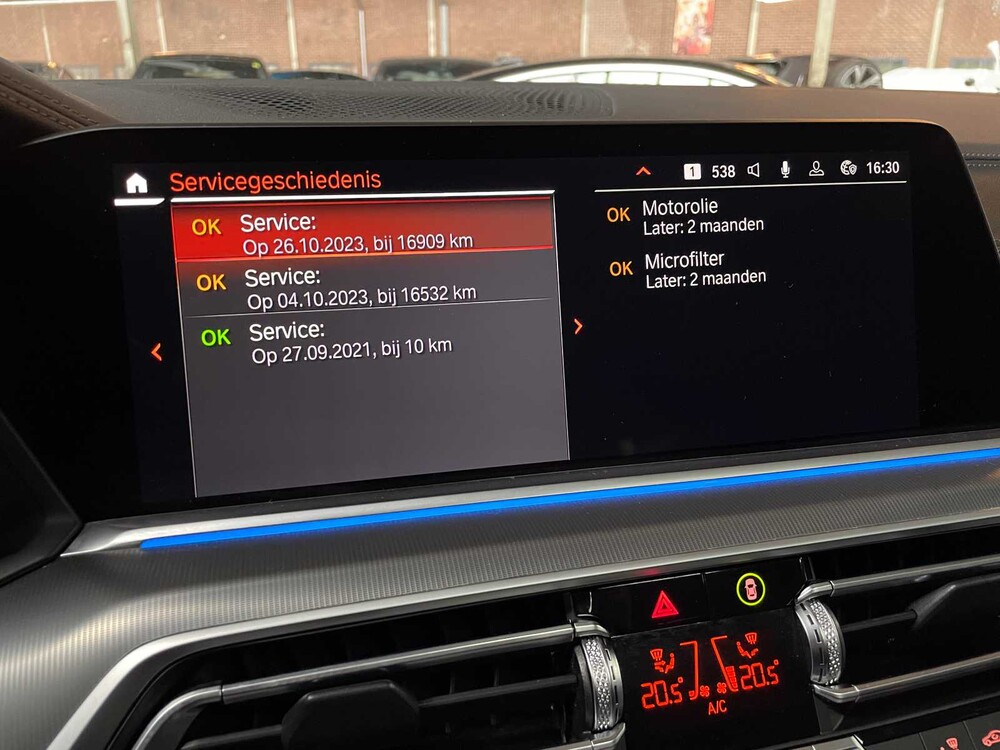 Servicegeschiedenis
1 538 16:30
OK Service:
Op 26.10.2023, bij 16909 km
OK Service:
Op 04.10.2023, bij 16532 km
OK Service:
Op 27.09.2021, bij 10 km
OK Motorolie
Later: 2 maanden
OK Microfilter
Later: 2 maanden
20.5° 20.5°
A/C